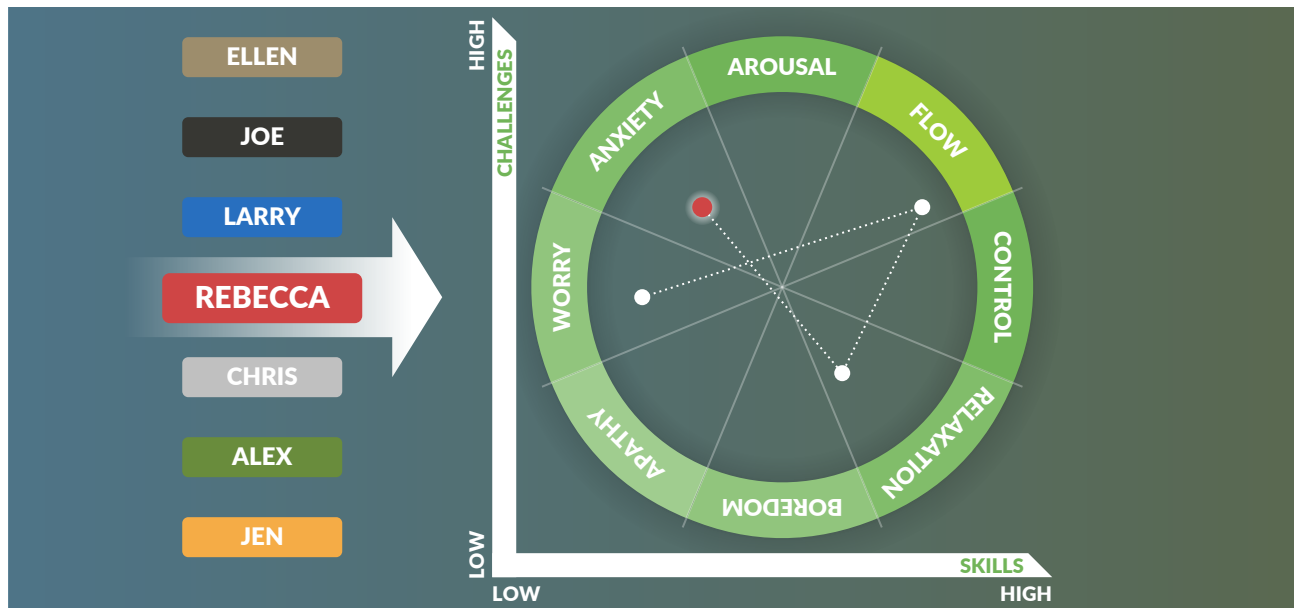 ELLEN
JOE
LARRY
REBECCA
CHRIS
ALEX
JEN
HIGH
CHALLENGES
LOW
AROUSAL
FLOW
CONTROL
RELAXATION
BOREDOM
APATHY
WORRY
ANXIETY
SKILLS
LOW
HIGH